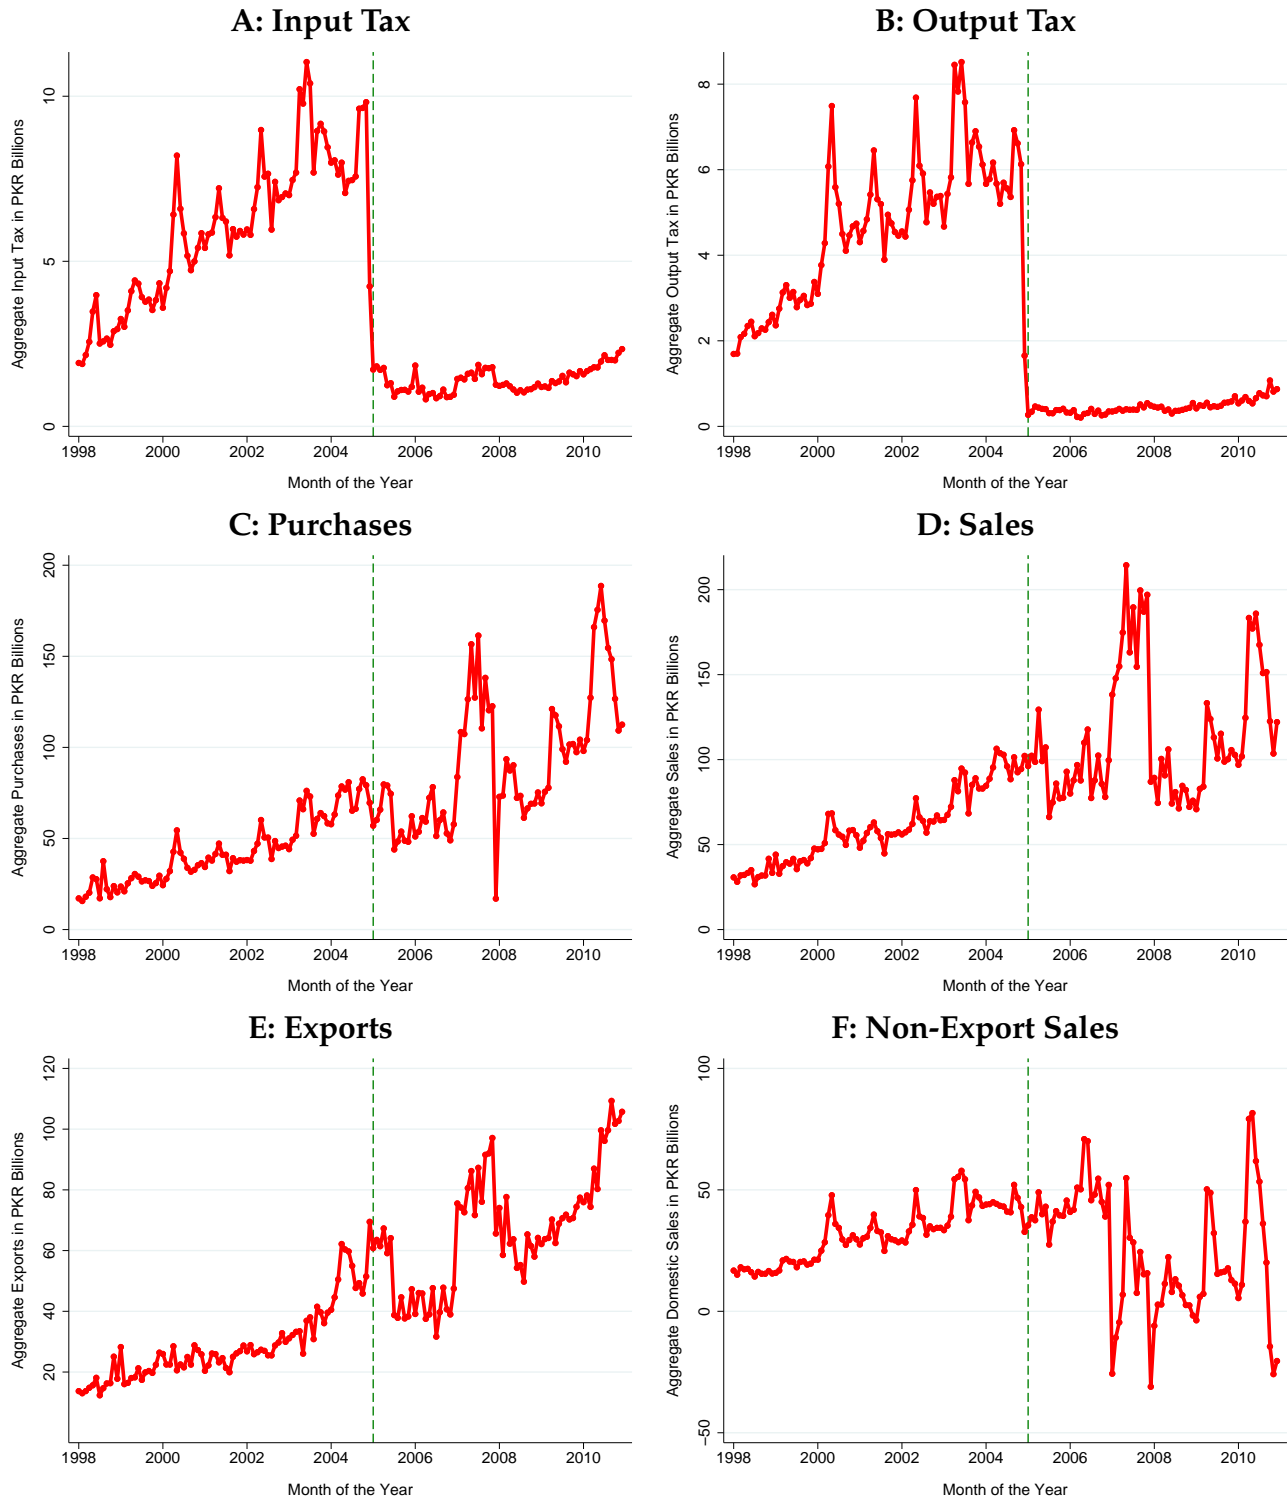 A: Input Tax
Aggregate Input Tax in PKR Billions
10
5
0
1998 2000 2002 2004 2006 2008 2010
Month of the Year
B: Output Tax
Aggregate Output Tax in PKR Billions
8
6
4
2
0
1998 2000 2002 2004 2006 2008 2010
Month of the Year
C: Purchases
Aggregate Purchases in PKR Billions
200
150
100
50
0
1998 2000 2002 2004 2006 2008 2010
Month of the Year
D: Sales
Aggregate Sales in PKR Billions
200
150
100
50
0
1998 2000 2002 2004 2006 2008 2010
Month of the Year
E: Exports
Aggregate Exports in PKR Billions
120
100
80
60
40
20
1998 2000 2002 2004 2006 2008 2010
Month of the Year
F: Non-Export Sales
Aggregate Domestic Sales in PKR Billions
100
50
0
−50
1998 2000 2002 2004 2006 2008 2010
Month of the Year